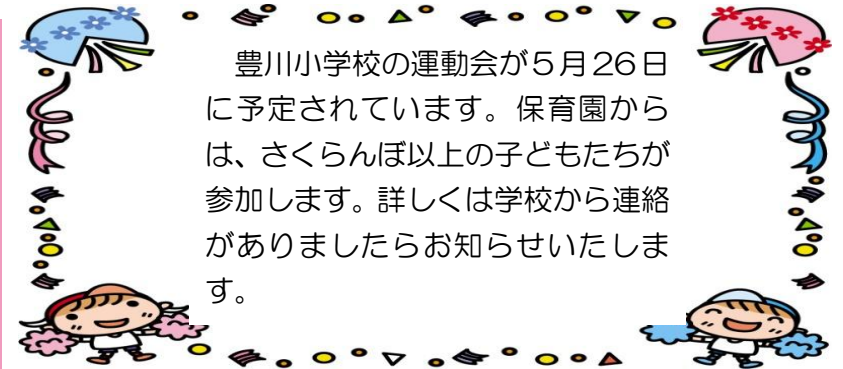 豊川小学校の運動会が５月２６日
に予定されています。保育園から
は、さくらんぼ以上の子どもたちが
参加します。詳しくは学校から連絡
がありましたらお知らせいたしま
す。